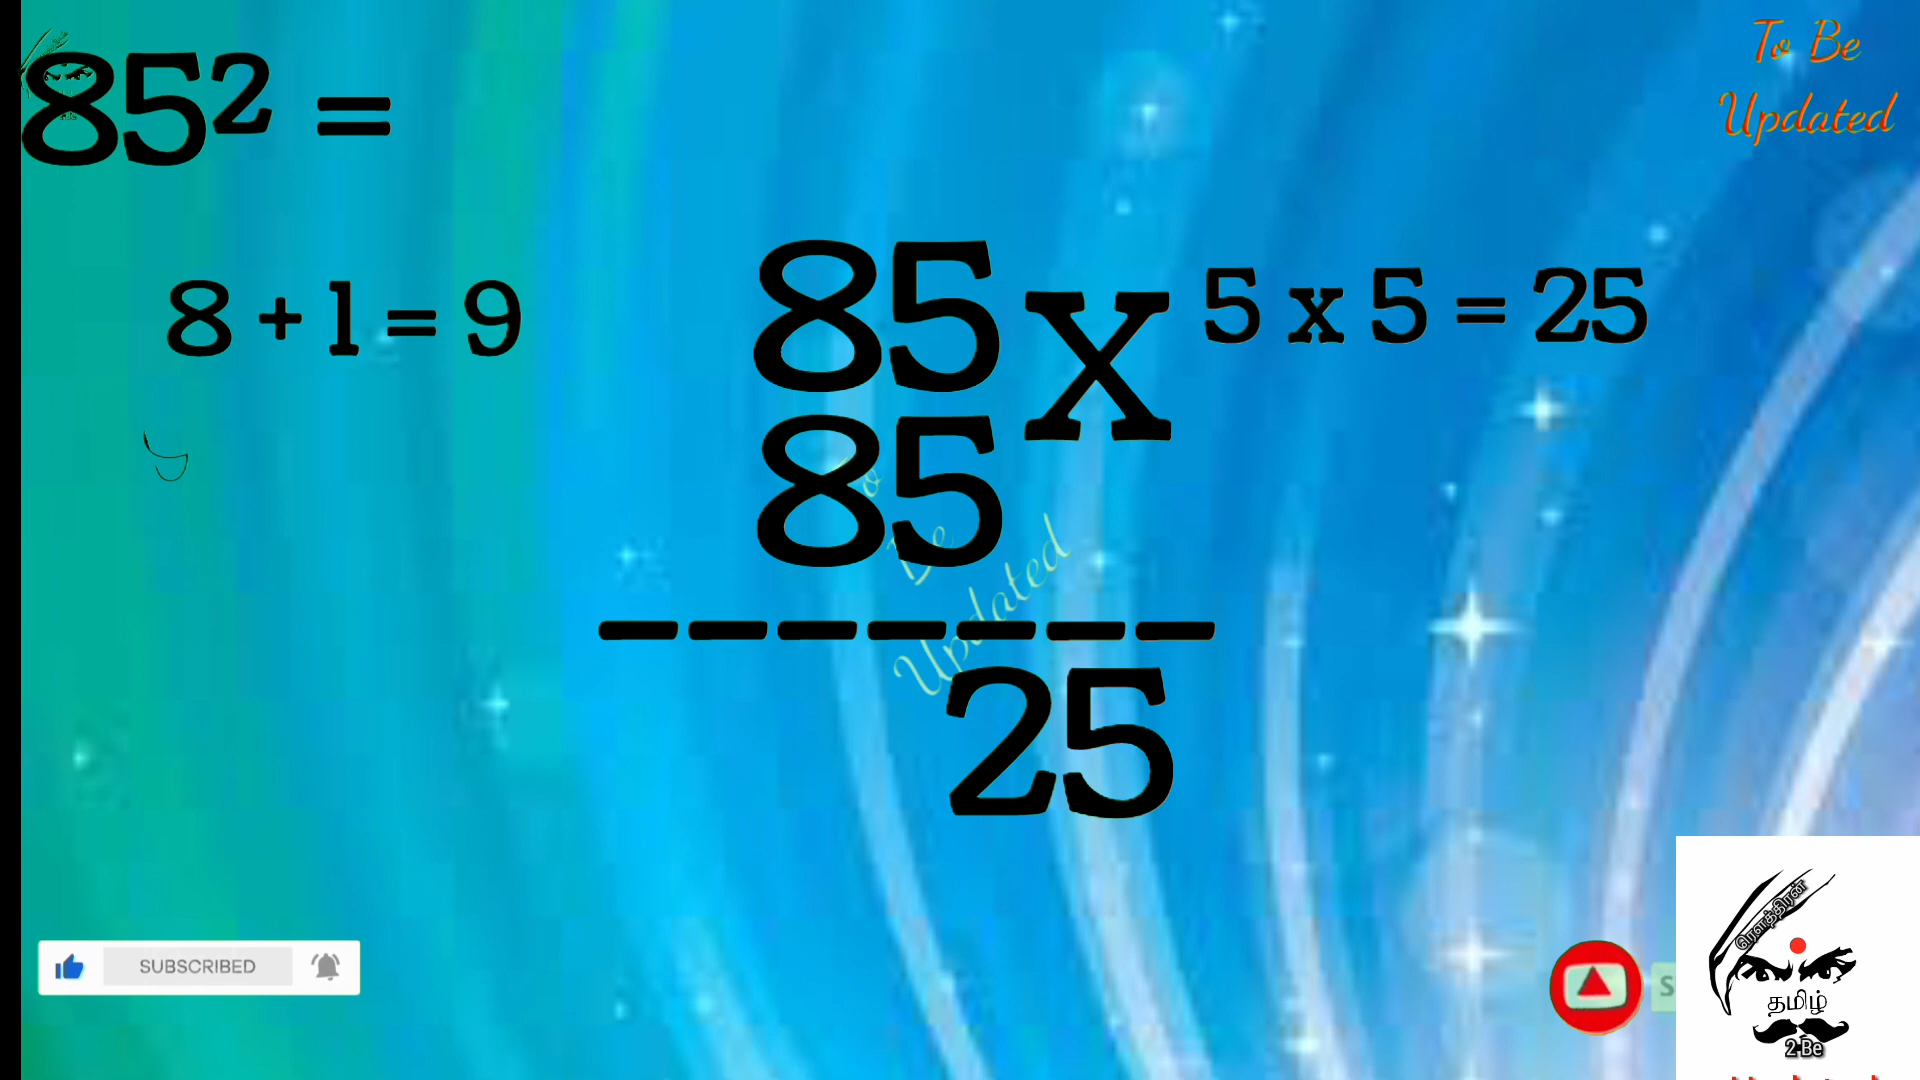 85² =
To Be
Updated
8 + 1 = 9
85 x
5 x 5 = 25
85
To
Be
Updated
-------
25
SUBSCRIBED
S
ரௌத்திரன்
தமிழ்
2-Be